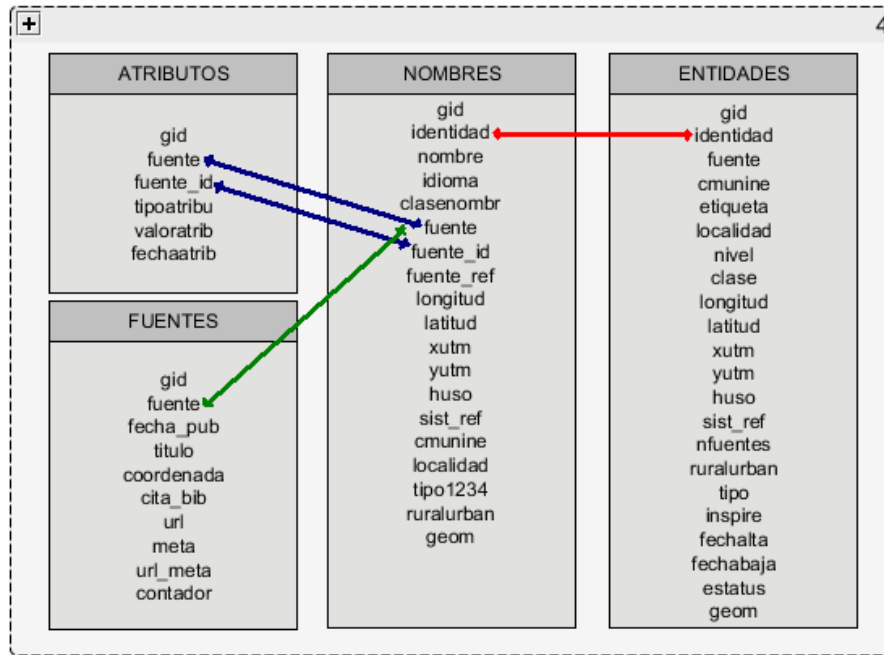 +
4
ATRIBUTOS
gid
fuente
fuente_id
tipoatribu
valoratrib
fechaatrib
FUENTES
gid
fuente
fecha_pub
titulo
coordenada
cita_bib
url
meta
url_meta
contador
NOMBRES
gid
identidad
nombre
idioma
clasenombr
fuente
fuente_id
fuente_ref
longitud
latitud
xutm
yutm
huso
sist_ref
cmunine
localidad
tipo1234
ruralurban
geom
ENTIDADES
gid
identidad
fuente
cmunine
etiqueta
localidad
nivel
clase
longitud
latitud
xutm
yutm
huso
sist_ref
nfuentes
ruralurban
tipo
inspire
fechalta
fechabaja
estatus
geom